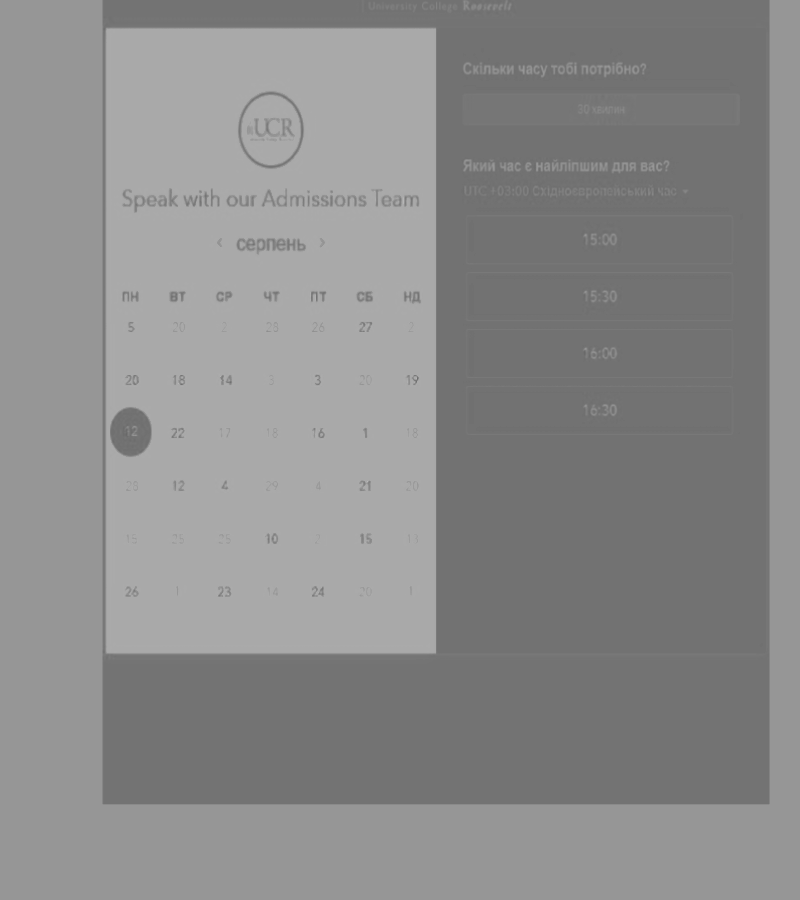 University College Roosevelt
UCR
Speak with our Admissions Team
‹ серпень ›
ПН ВТ СР ЧТ ПТ СБ НД
5 20 2 25 26 27
20 18 14 3 3 20 19
12 22 17 18 16 1 18
25 12 4 29 4 21 20
15 25 25 10 2 15
26 1 23 14 24 20 1
Скільки часу тобі потрібно?
30 хвилин
Який час є найліпшим для вас?
UTC +03:00 Східноєвропейський час
15:00
15:30
16:00
16:30